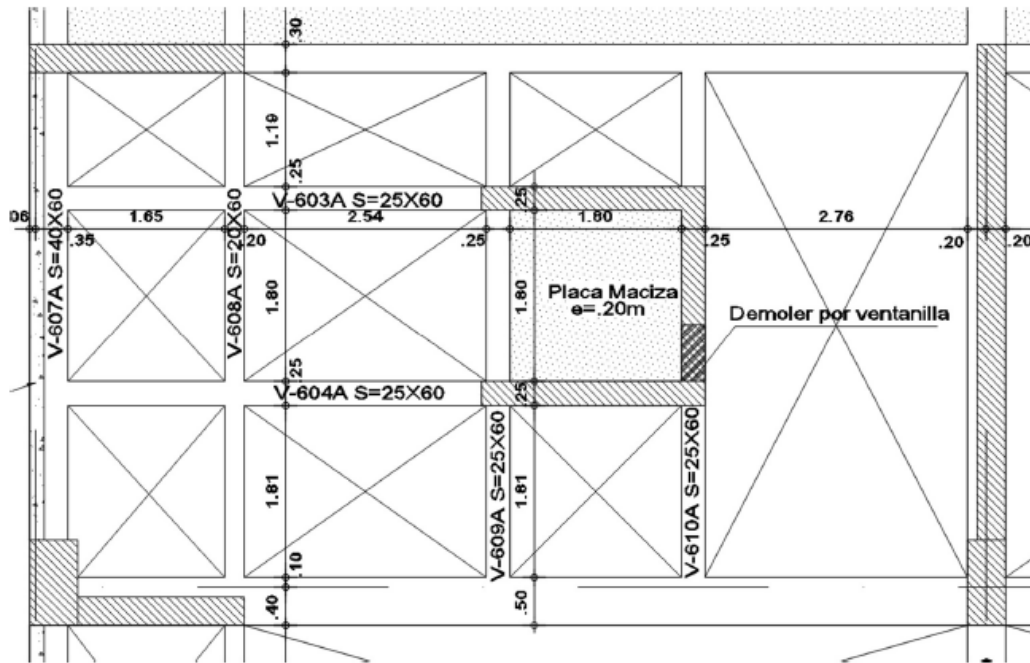 .30
1.19
.25
V-603A S=25X60
.25
06
.35
1.65
.20
2.54
.25
1.80
.25
2.76
.20
.20
V-607A S=40X60
V-608A S=20X60
1.80
1.80
Placa Maciza
e=.20m
Demoler por ventanilla
.25
V-604A S=25X60
.25
1.81
V-609A S=25X60
1.81
V-610A S=25X60
.10
.40
.50